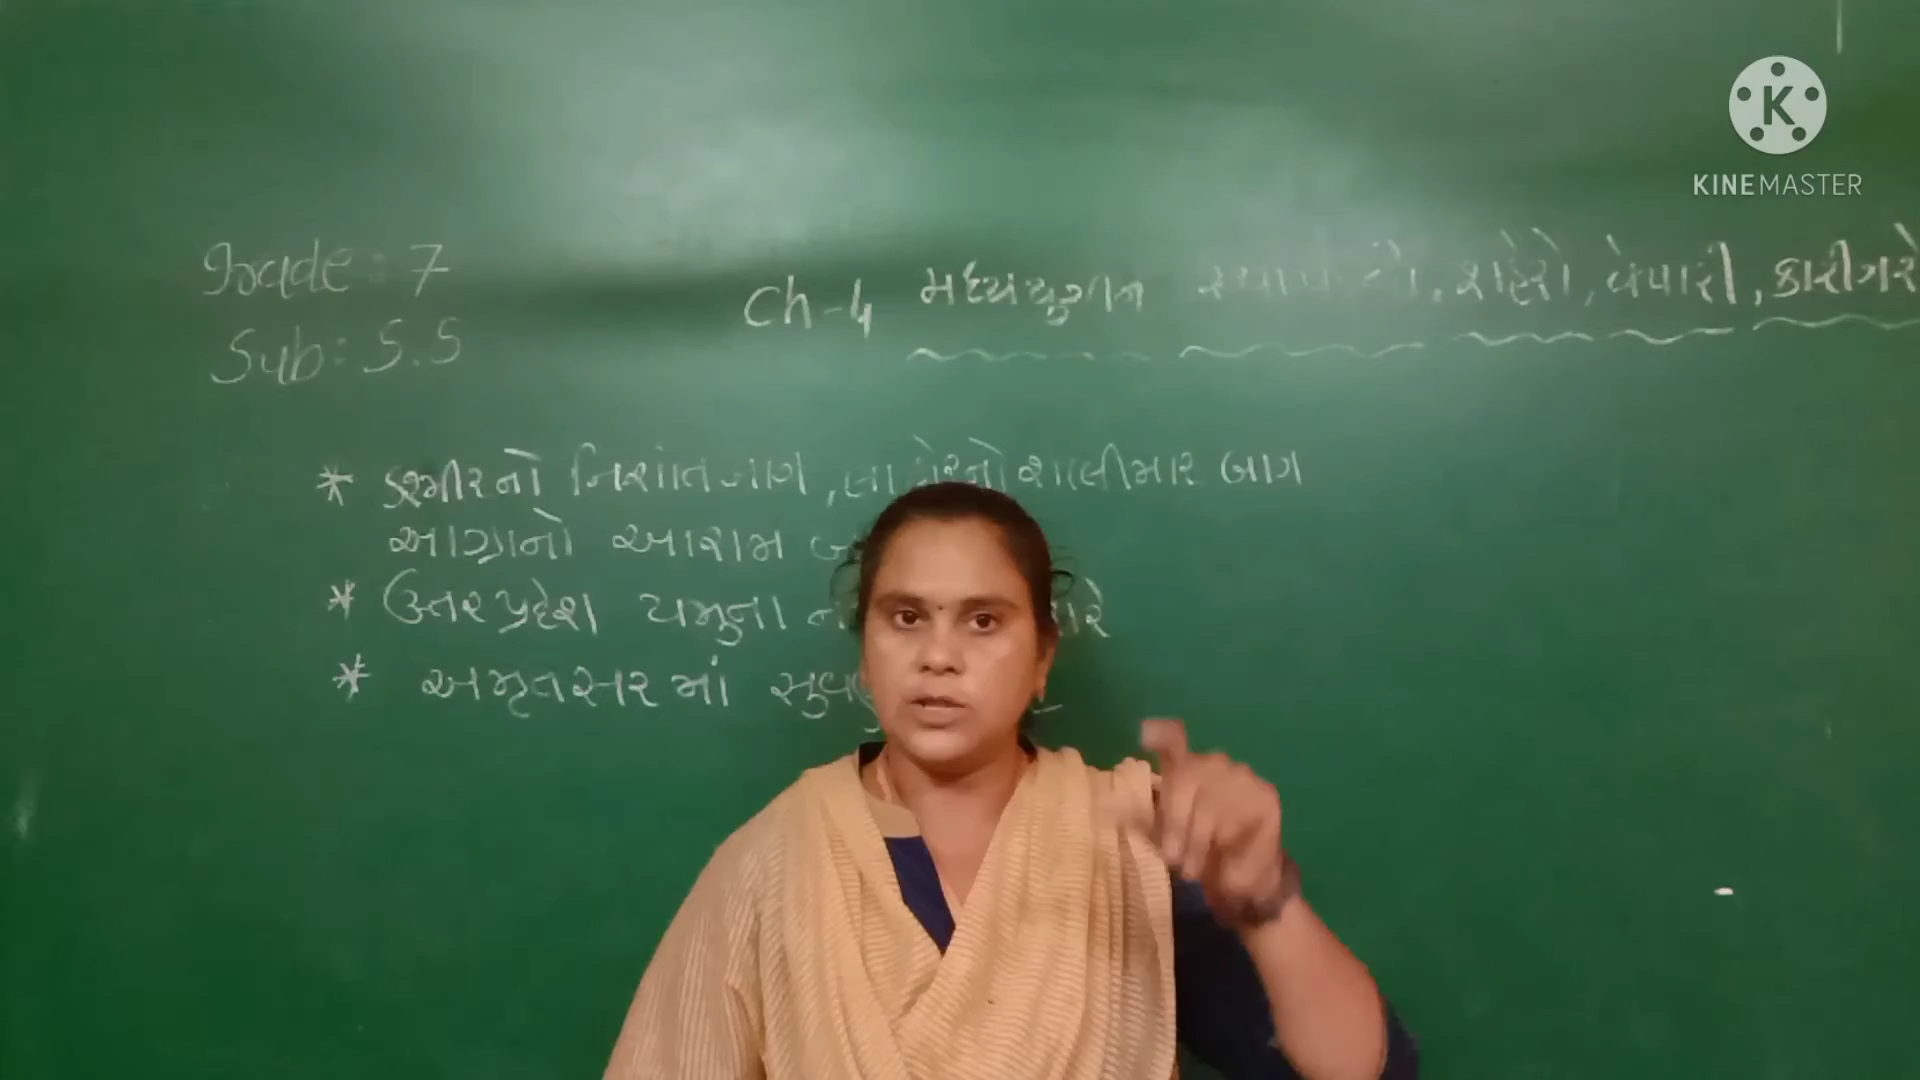 KINEMASTER
Grade : 7
Sub : S.S
Ch-4 મધ્યયુગીન સ્થાપત્યો, શહેરો, વેપારી, કારીગરો
* કશ્મીરનો નિશાંતબાગ, લાહોરનો શાલીમાર બાગ
આગ્રાનો આરામ
* ઉત્તરપ્રદેશ યમુના
* અમૃતસરમાં